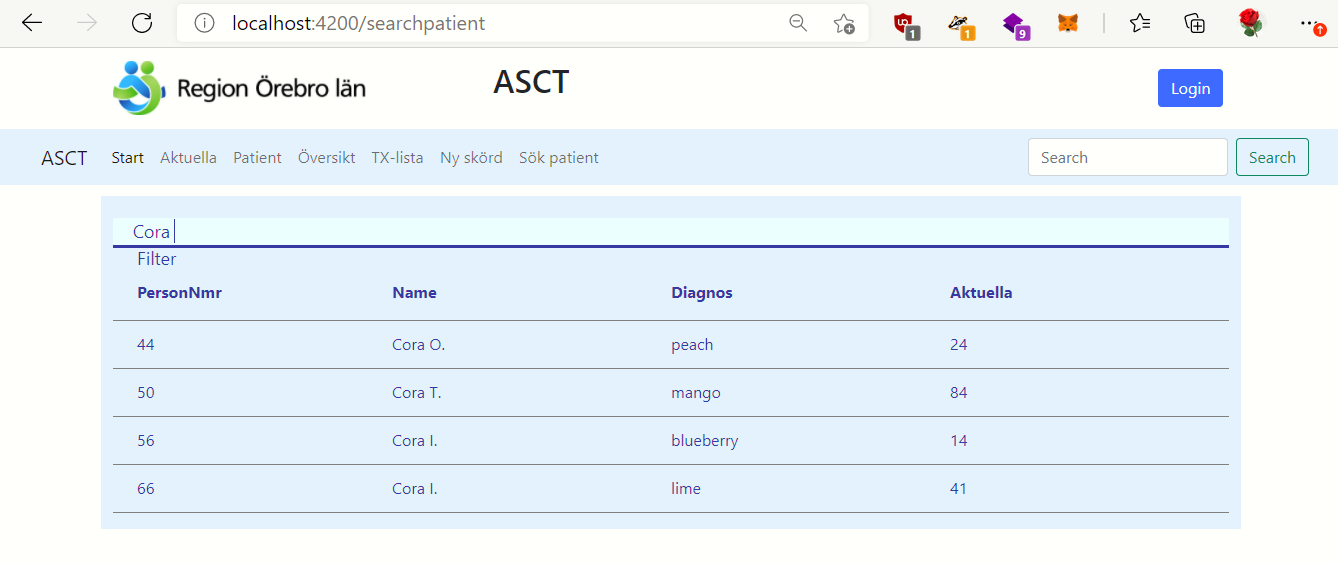 localhost:4200/searchpatient
1
1
9
Region Örebro län
ASCT
Login
ASCT Start Aktuella Patient Översikt TX-lista Ny skörd Sök patient Search Search
Cora
Filter
PersonNmr Name Diagnos Aktuella
44 Cora O. peach 24
50 Cora T. mango 84
56 Cora I. blueberry 14
66 Cora I. lime 41